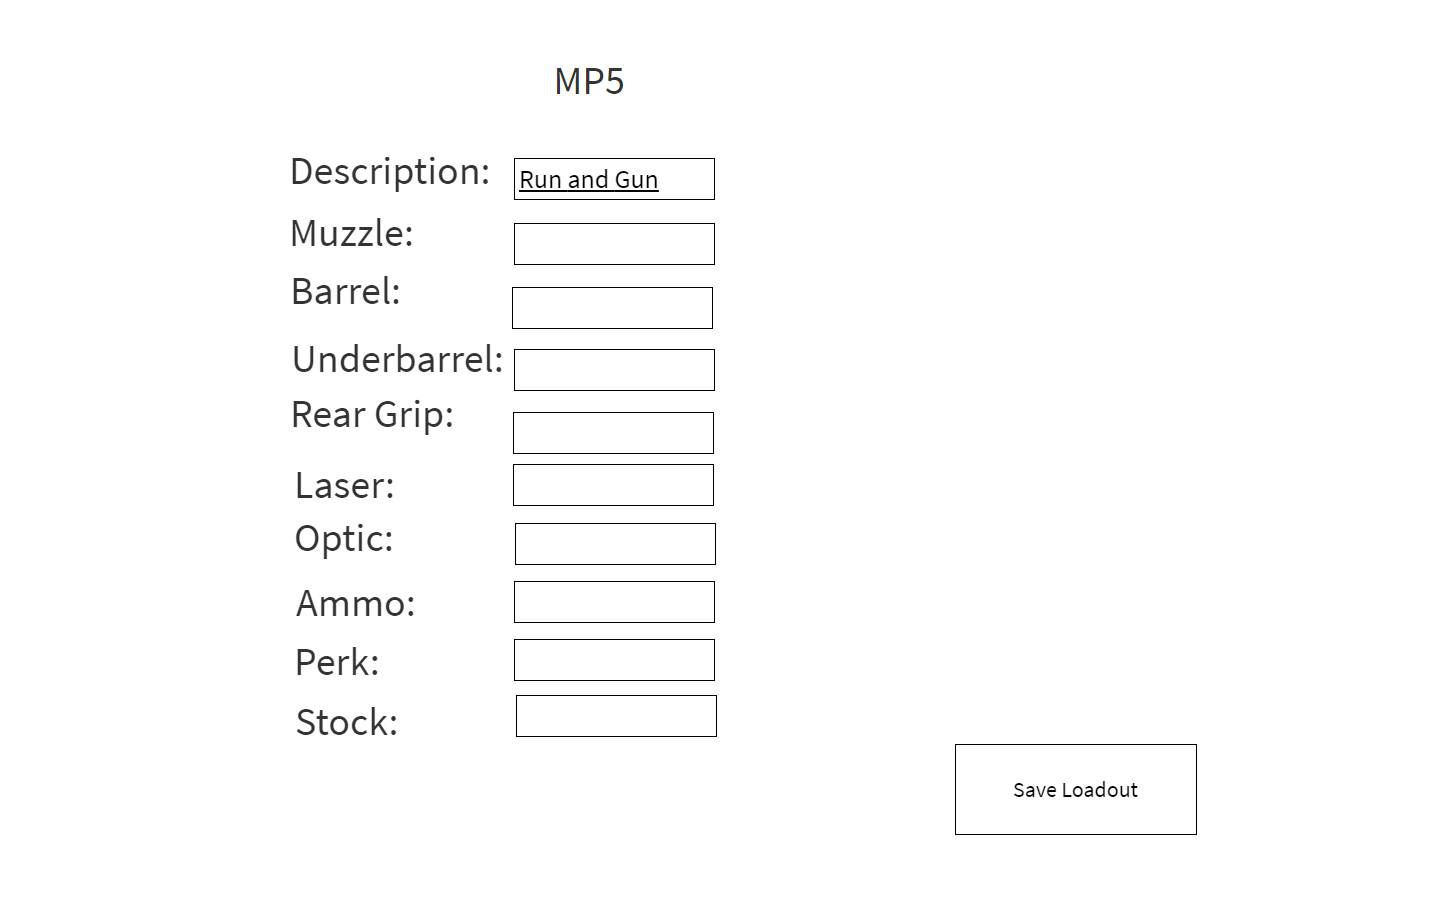 MP5
Description: Run and Gun
Muzzle:
Barrel:
Underbarrel:
Rear Grip:
Laser:
Optic:
Ammo:
Perk:
Stock:
Save Loadout